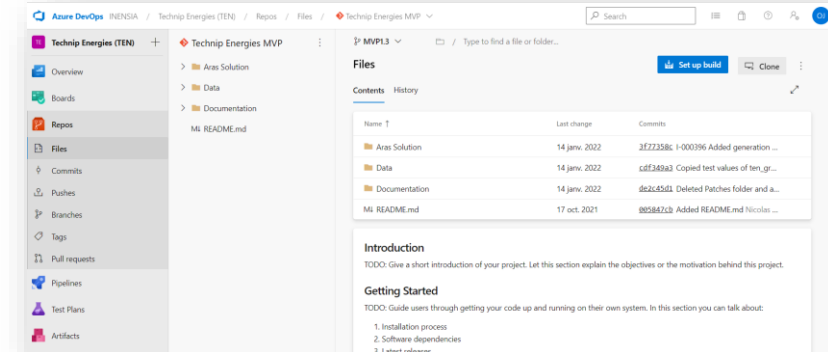 Azure DevOps INENSIA / Technip Energies (TEN) / Repos / Files / Technip Energies MVP
Search
OJ
TE Technip Energies (TEN) +
Overview
Boards
Repos
Files
Commits
Pushes
Branches
Tags
Pull requests
Pipelines
Test Plans
Artifacts
Technip Energies MVP
Aras Solution
Data
Documentation
M↓ README.md
MVP1.3 / Type to find a file or folder...
Files
Set up build
Clone
Contents History
Name ↑ Last change Commits
Aras Solution 14 janv. 2022 3f77358c I-000396 Added generation ...
Data 14 janv. 2022 cdf349a3 Copied test values of ten_gr...
Documentation 14 janv. 2022 de2c45d1 Deleted Patches folder and a...
M↓ README.md 17 oct. 2021 005847cb Added README.md Nicolas
Introduction
TODO: Give a short introduction of your project. Let this section explain the objectives or the motivation behind this project.
Getting Started
TODO: Guide users through getting your code up and running on their own system. In this section you can talk about:
1. Installation process
2. Software dependencies
3. Latest releases